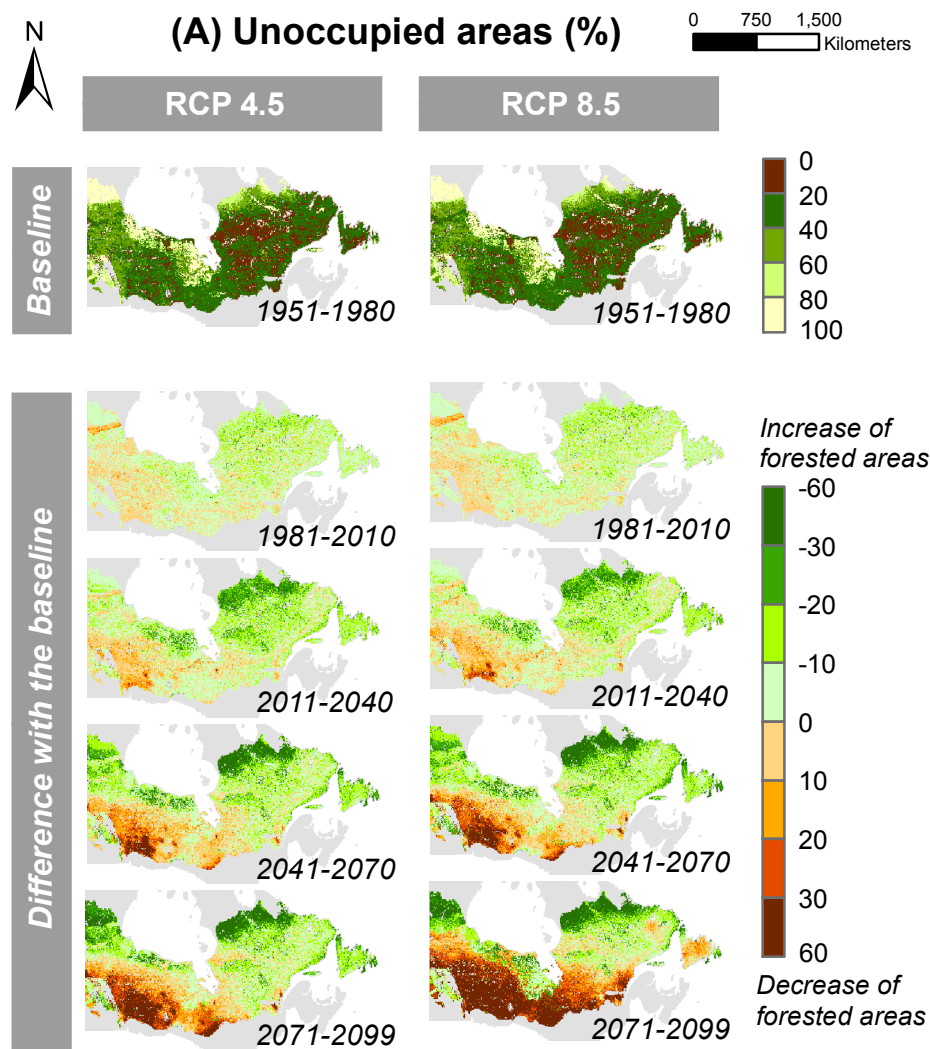 N
(A) Unoccupied areas (%)
0 750 1,500
Kilometers
RCP 4.5
RCP 8.5
Baseline
1951-1980
1951-1980
0
20
40
60
80
100
Difference with the baseline
1981-2010
1981-2010
2011-2040
2011-2040
2041-2070
2041-2070
2071-2099
2071-2099
Increase of
forested areas
-60
-30
-20
-10
0
10
20
30
60
Decrease of
forested areas